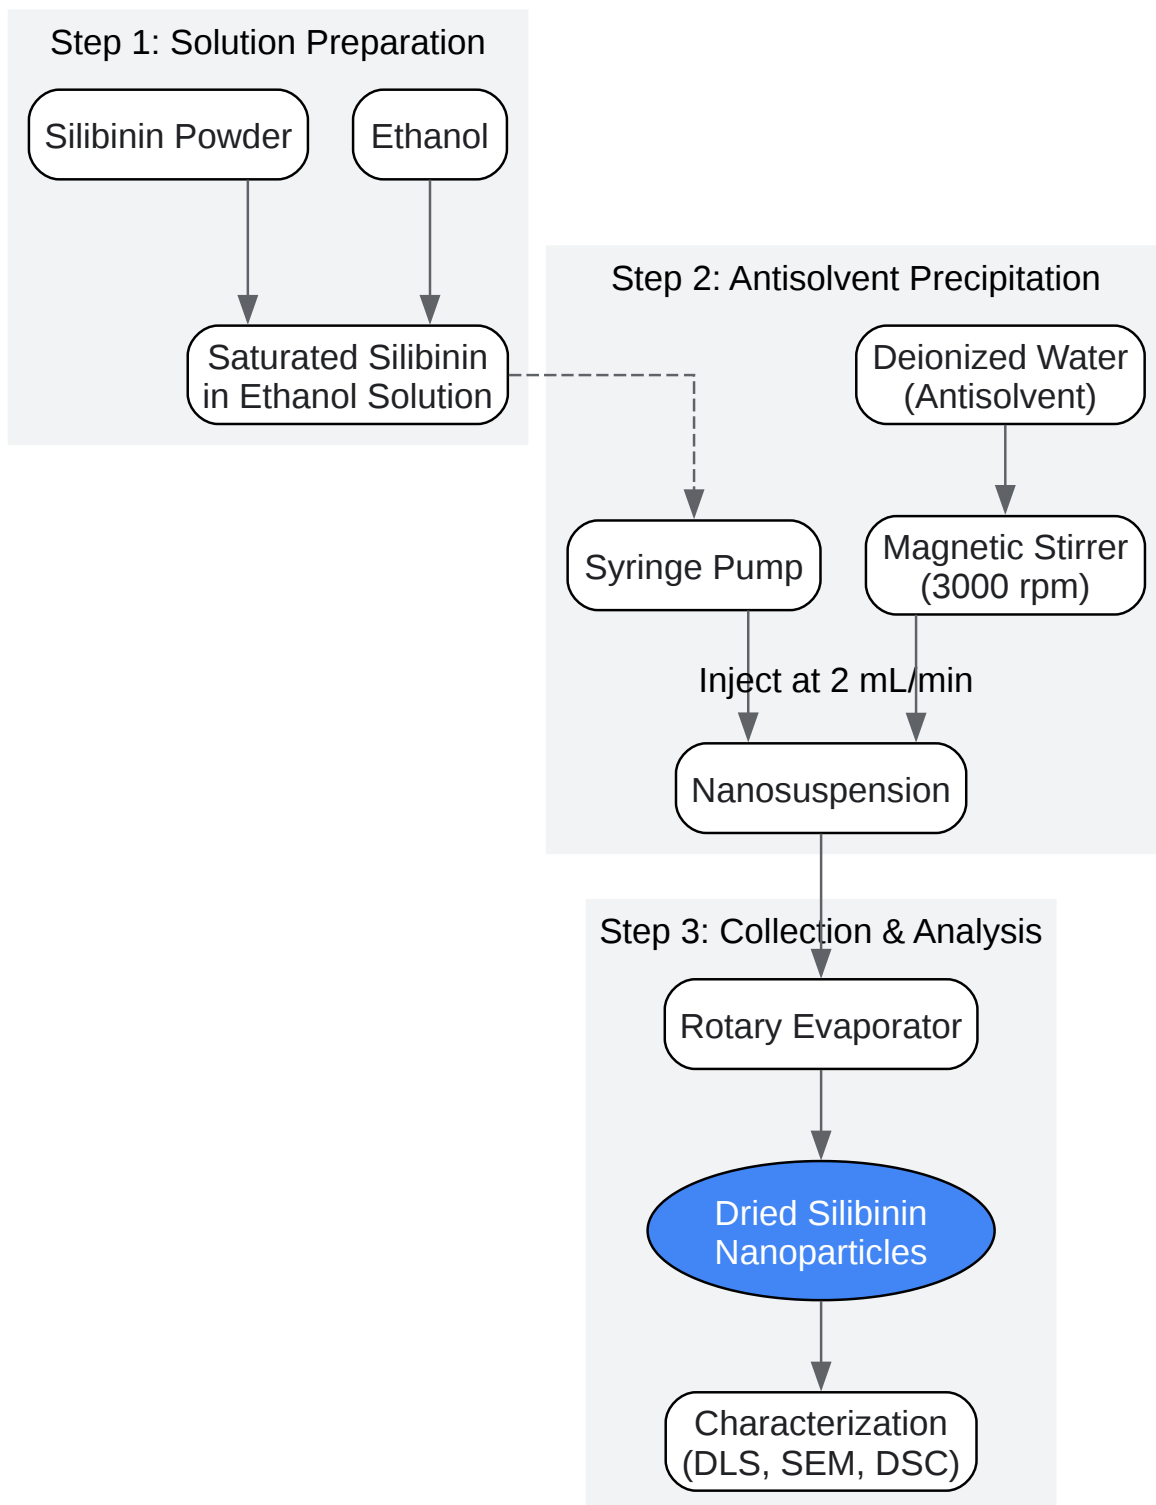 Step 1: Solution Preparation
Silibinin Powder
Ethanol
Saturated Silibinin
in Ethanol Solution
Step 2: Antisolvent Precipitation
Deionized Water
(Antisolvent)
Syringe Pump
Magnetic Stirrer
(3000 rpm)
Inject at 2 mL/min
Nanosuspension
Step 3: Collection & Analysis
Rotary Evaporator
Dried Silibinin
Nanoparticles
Characterization
(DLS, SEM, DSC)